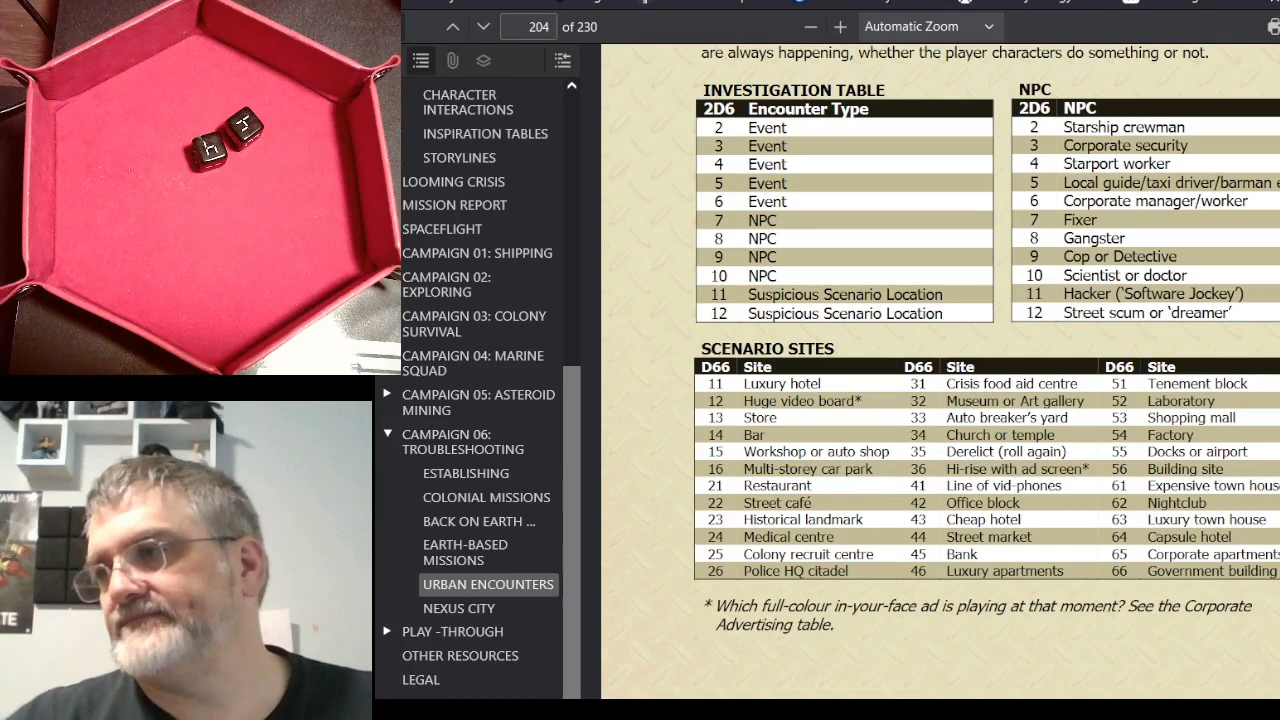 204 of 230
Automatic Zoom
CHARACTER
INTERACTIONS
INSPIRATION TABLES
STORYLINES
LOOMING CRISIS
MISSION REPORT
SPACEFLIGHT
CAMPAIGN 01: SHIPPING
CAMPAIGN 02:
EXPLORING
CAMPAIGN 03: COLONY
SURVIVAL
CAMPAIGN 04: MARINE
SQUAD
CAMPAIGN 05: ASTEROID
MINING
CAMPAIGN 06:
TROUBLESHOOTING
ESTABLISHING
COLONIAL MISSIONS
BACK ON EARTH ...
EARTH-BASED
MISSIONS
URBAN ENCOUNTERS
NEXUS CITY
PLAY -THROUGH
OTHER RESOURCES
LEGAL
are always happening, whether the player characters do something or not.
INVESTIGATION TABLE
2D6 Encounter Type
2 Event
3 Event
4 Event
5 Event
6 Event
7 NPC
8 NPC
9 NPC
10 NPC
11 Suspicious Scenario Location
12 Suspicious Scenario Location
NPC
2D6 NPC
2 Starship crewman
3 Corporate security
4 Starport worker
5 Local guide/taxi driver/barman e
6 Corporate manager/worker
7 Fixer
8 Gangster
9 Cop or Detective
10 Scientist or doctor
11 Hacker ('Software Jockey')
12 Street scum or 'dreamer'
SCENARIO SITES
D66 Site D66 Site D66 Site
11 Luxury hotel 31 Crisis food aid centre 51 Tenement block
12 Huge video board* 32 Museum or Art gallery 52 Laboratory
13 Store 33 Auto breaker's yard 53 Shopping mall
14 Bar 34 Church or temple 54 Factory
15 Workshop or auto shop 35 Derelict (roll again) 55 Docks or airport
16 Multi-storey car park 36 Hi-rise with ad screen* 56 Building site
21 Restaurant 41 Line of vid-phones 61 Expensive town hous
22 Street café 42 Office block 62 Nightclub
23 Historical landmark 43 Cheap hotel 63 Luxury town house
24 Medical centre 44 Street market 64 Capsule hotel
25 Colony recruit centre 45 Bank 65 Corporate apartments
26 Police HQ citadel 46 Luxury apartments 66 Government building
* Which full-colour in-your-face ad is playing at that moment? See the Corporate
Advertising table.